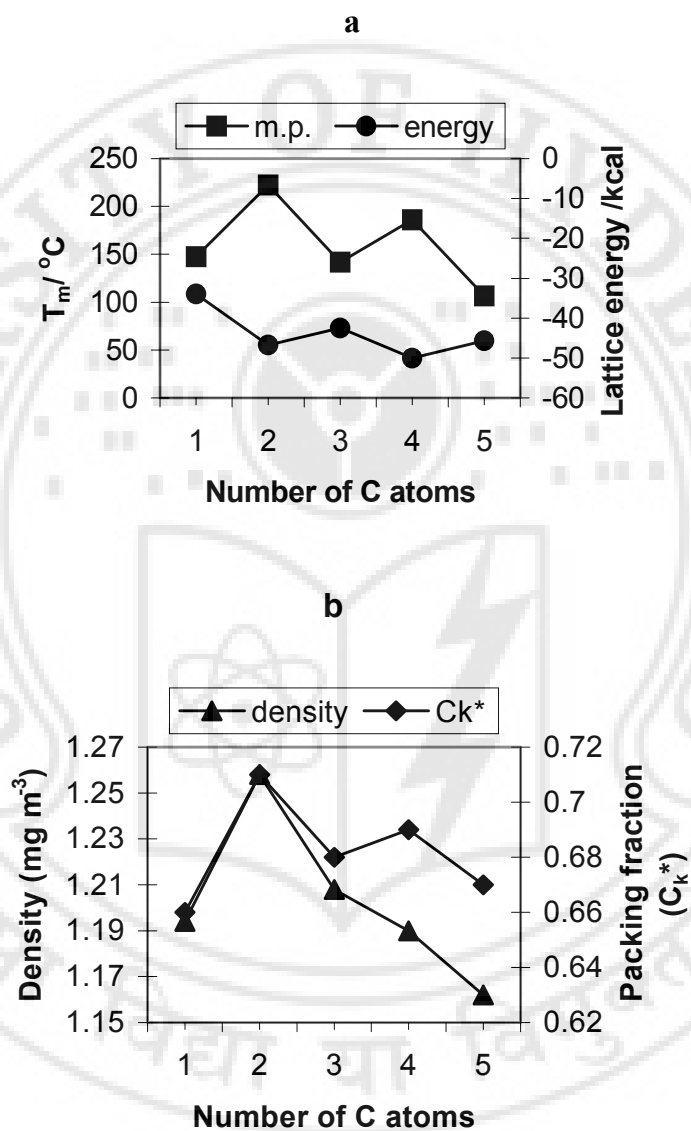 a
m.p. energy
250
200
150
100
50
0
0
-10
-20
-30
-40
-50
-60
T_m/ °C
Lattice energy /kcal
1 2 3 4 5
Number of C atoms
b
density Ck*
1.27
1.25
1.23
1.21
1.19
1.17
1.15
0.72
0.7
0.68
0.66
0.64
0.62
Density (mg m⁻³)
Packing fraction
(C_k*)
1 2 3 4 5
Number of C atoms